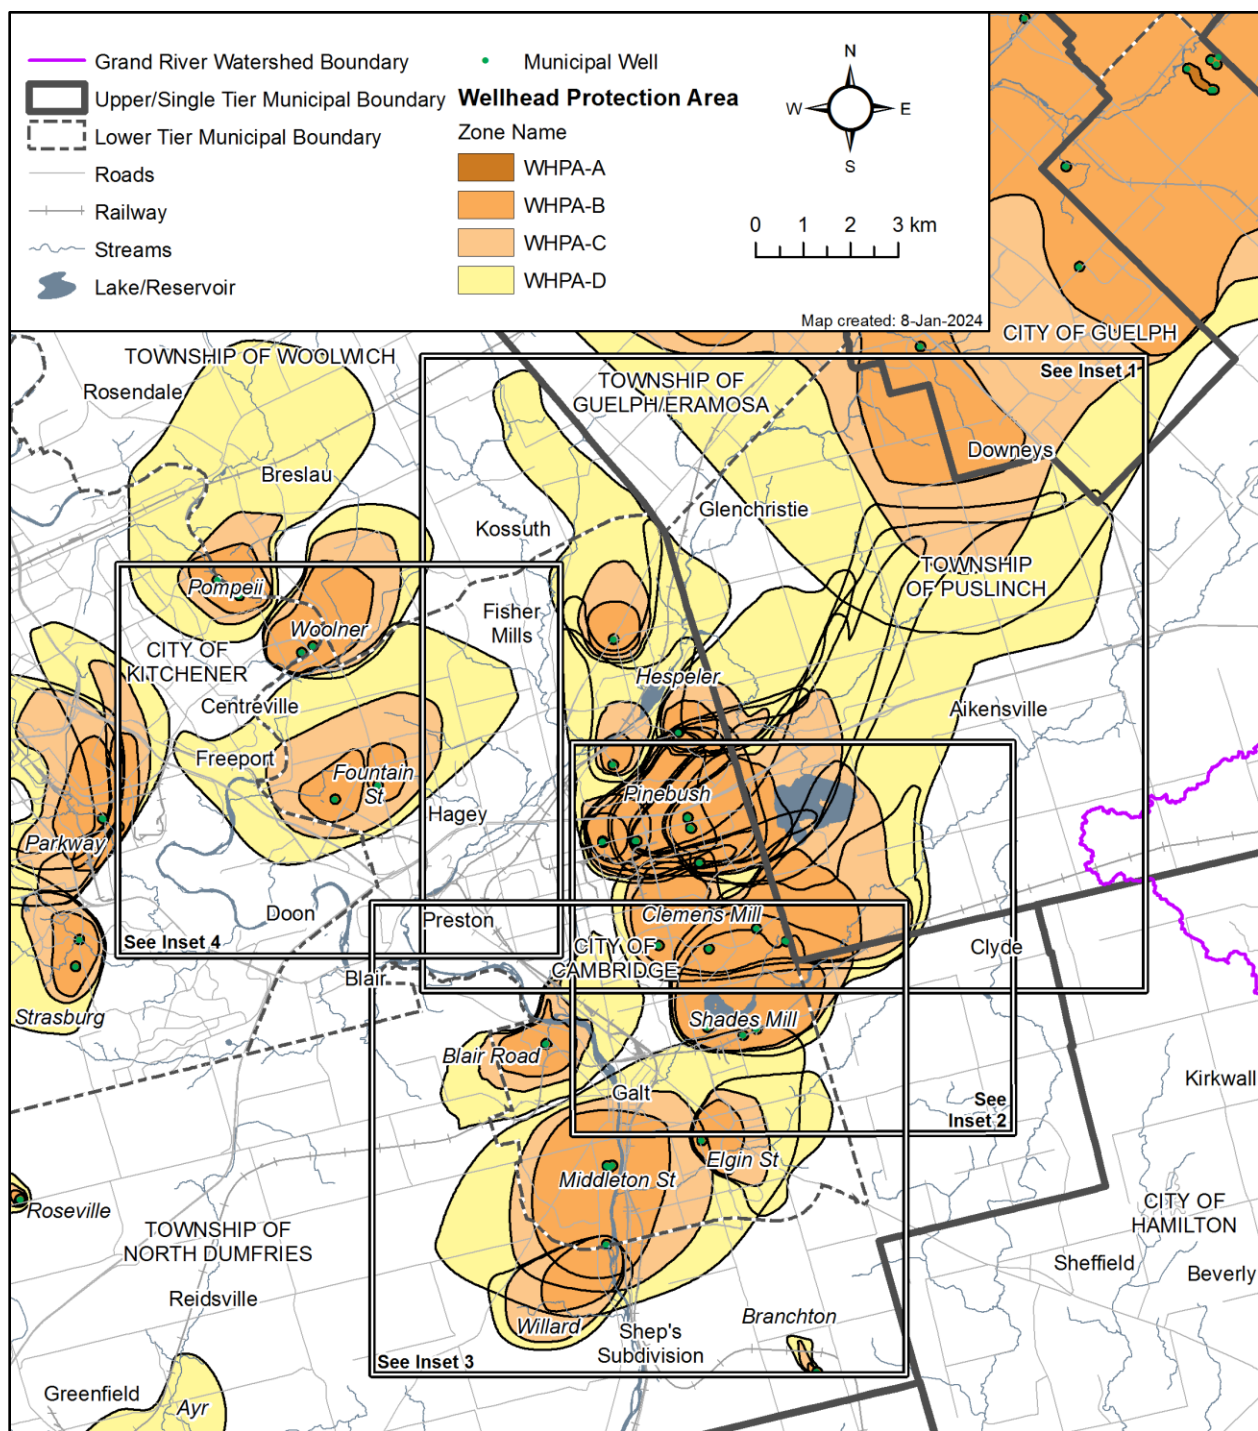 Grand River Watershed Boundary
Upper/Single Tier Municipal Boundary
Lower Tier Municipal Boundary
Roads
Railway
Streams
Lake/Reservoir
Municipal Well
Wellhead Protection Area
Zone Name
WHPA-A
WHPA-B
WHPA-C
WHPA-D
N
W E
S
0 1 2 3 km
Map created: 8-Jan-2024
CITY OF GUELPH
TOWNSHIP OF WOOLWICH
See Inset 1
Rosendale
TOWNSHIP OF
GUELPH/ERAMOSA
Downeys
Breslau
Glenchristie
Kossuth
TOWNSHIP
OF PUSLINCH
Pompeii
Fisher
Mills
Woolner
CITY OF
KITCHENER
Hespeler
Centreville
Aikensville
Freeport
Fountain
St
Pinebush
Hagey
Parkway
Doon
Preston
Clemens Mill
See Inset 4
CITY OF
CAMBRIDGE
Clyde
Blair
Strasburg
Shades Mill
Blair Road
Kirkwall
Galt
See
Inset 2
Elgin St
Middleton St
Roseville
CITY OF
HAMILTON
TOWNSHIP OF
NORTH DUMFRIES
Sheffield
Beverly
Reidsville
Branchton
Willard
Shep's
Subdivision
See Inset 3
Greenfield
Ayr